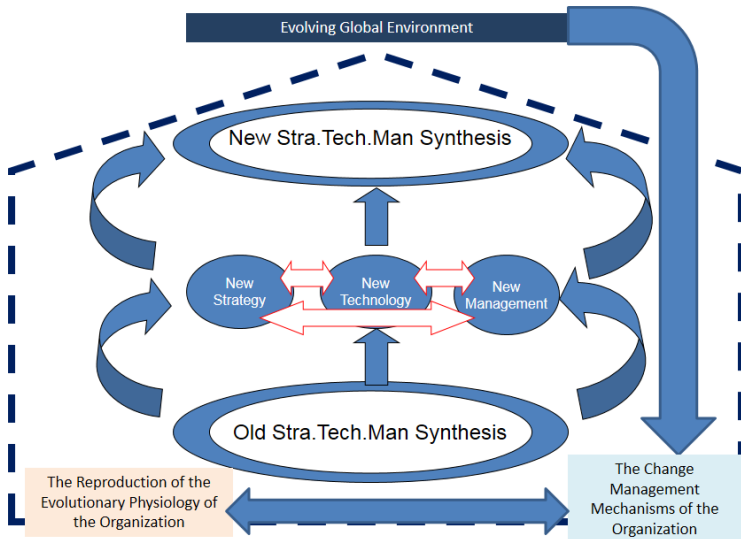 Evolving Global Environment
New Stra.Tech.Man Synthesis
New
Strategy
New
Technology
New
Management
Old Stra.Tech.Man Synthesis
The Reproduction of the
Evolutionary Physiology of
the Organization
The Change
Management
Mechanisms of the
Organization